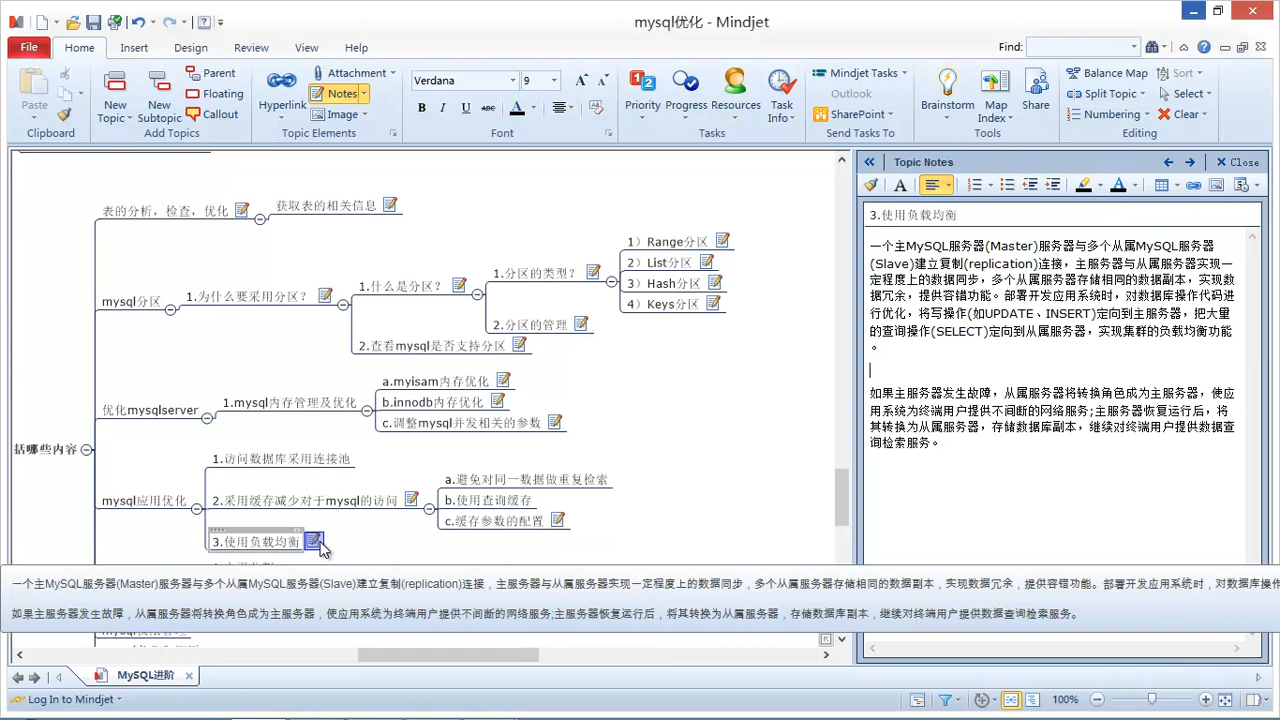 mysql优化 - Mindjet
File
Home
Insert
Design
Review
View
Help
Find:
Paste
Clipboard
New
Topic
New
Subtopic
Parent
Floating
Callout
Add Topics
Hyperlink
Attachment
Notes
Image
Topic Elements
Verdana
9
B I U abc A
Font
Priority
Progress
Resources
Task
Info
Tasks
Mindjet Tasks
Outlook
SharePoint
Send Tasks To
Brainstorm
Map
Index
Share
Tools
Balance Map
Split Topic
Numbering
Sort
Select
Clear
Editing
表的分析，检查，优化
获取表的相关信息
mysql分区
1.为什么要采用分区？
1.什么是分区？
1.分区的类型？
1）Range分区
2）List分区
3）Hash分区
4）Keys分区
2.分区的管理
2.查看mysql是否支持分区
优化mysqlserver
1.mysql内存管理及优化
a.myisam内存优化
b.innodb内存优化
c.调整mysql并发相关的参数
括哪些内容
mysql应用优化
1.访问数据库采用连接池
2.采用缓存减少对于mysql的访问
a.避免对同一数据做重复检索
b.使用查询缓存
c.缓存参数的配置
3.使用负载均衡
一个主MySQL服务器(Master)服务器与多个从属MySQL服务器(Slave)建立复制(replication)连接，主服务器与从属服务器实现一定程度上的数据同步，多个从属服务器存储相同的数据副本，实现数据冗余，提供容错功能。部署开发应用系统时，对数据库操作
如果主服务器发生故障，从属服务器将转换角色成为主服务器，使应用系统为终端用户提供不间断的网络服务;主服务器恢复运行后，将其转换为从属服务器，存储数据库副本，继续对终端用户提供数据查询检索服务。
Topic Notes
Close
3.使用负载均衡
一个主MySQL服务器(Master)服务器与多个从属MySQL服务器
(Slave)建立复制(replication)连接，主服务器与从属服务器实现一
定程度上的数据同步，多个从属服务器存储相同的数据副本，实现数
据冗余，提供容错功能。部署开发应用系统时，对数据库操作代码进
行优化，将写操作(如UPDATE、INSERT)定向到主服务器，把大量
的查询操作(SELECT)定向到从属服务器，实现集群的负载均衡功能
。
如果主服务器发生故障，从属服务器将转换角色成为主服务器，使应
用系统为终端用户提供不间断的网络服务;主服务器恢复运行后，将
其转换为从属服务器，存储数据库副本，继续对终端用户提供数据查
询检索服务。
MySQL进阶
Log In to Mindjet
100%